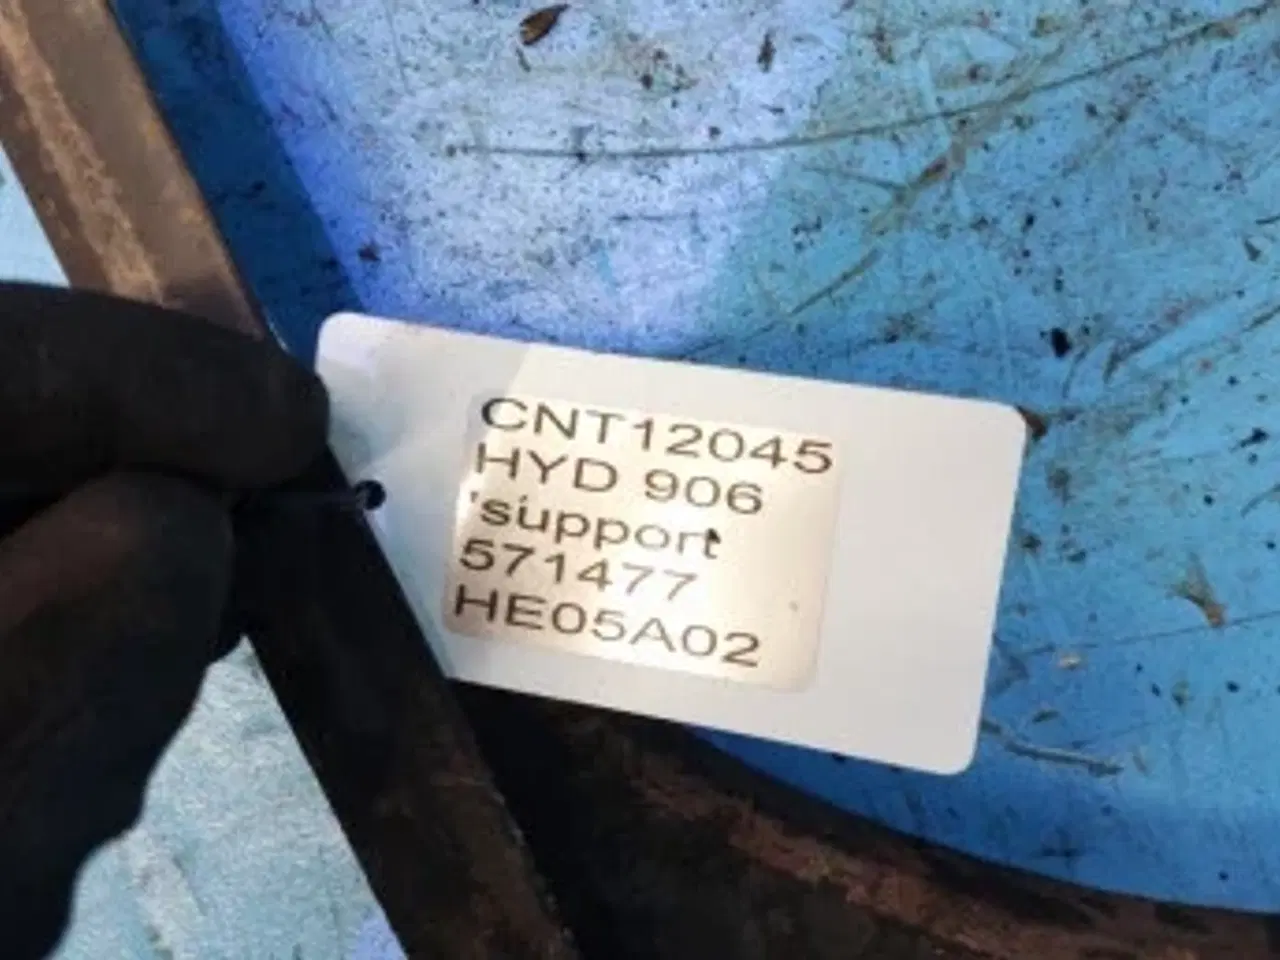 CNT12045
HYD 906
'support
571477
HE05A02